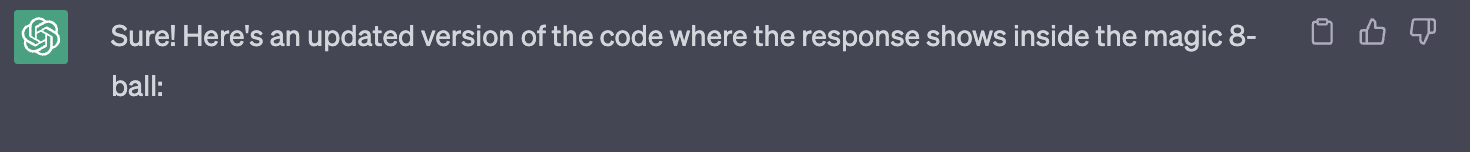 Sure! Here's an updated version of the code where the response shows inside the magic 8-
ball: